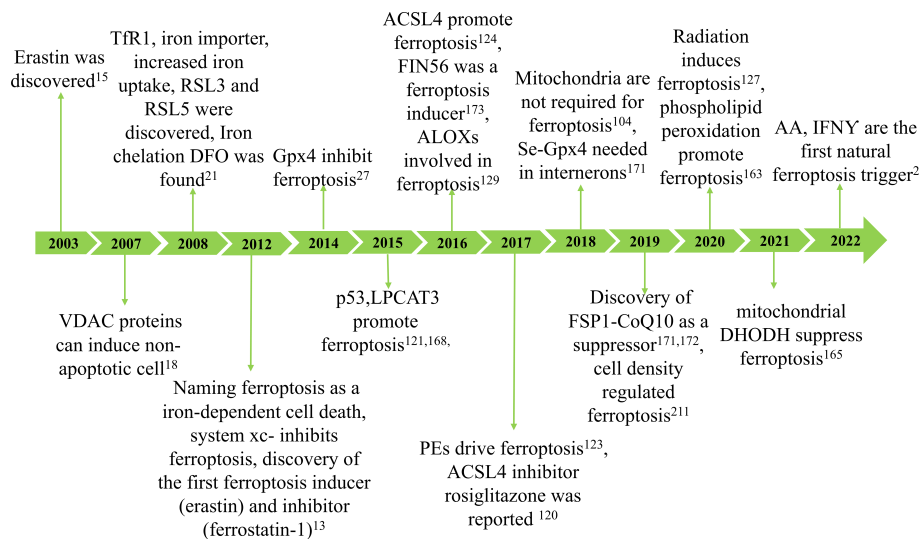 Erastin was
discovered15
TfR1, iron importer,
increased iron
uptake, RSL3 and
RSL5 were
discovered, Iron
chelation DFO was
found21
Gpx4 inhibit
ferroptosis27
ACSL4 promote
ferroptosis124,
FIN56 was a
ferroptosis
inducer173,
ALOXs
involved in
ferroptosis129
Mitochondria are
not required for
ferroptosis104,
Se-Gpx4 needed
in internerons171
Radiation
induces
ferroptosis127,
phospholipid
peroxidation
promote
ferroptosis163
AA, IFNϓ are the
first natural
ferroptosis trigger2
2003 2007 2008 2012 2014 2015 2016 2017 2018 2019 2020 2021 2022
VDAC proteins
can induce non-
apoptotic cell18
Naming ferroptosis as a
iron-dependent cell death,
system xc- inhibits
ferroptosis, discovery of
the first ferroptosis inducer
(erastin) and inhibitor
(ferrostatin-1)13
p53,LPCAT3
promote
ferroptosis121,168,
PEs drive ferroptosis123,
ACSL4 inhibitor
rosiglitazone was
reported 120
Discovery of
FSP1-CoQ10 as a
suppressor171,172,
cell density
regulated
ferroptosis211
mitochondrial
DHODH suppress
ferroptosis165